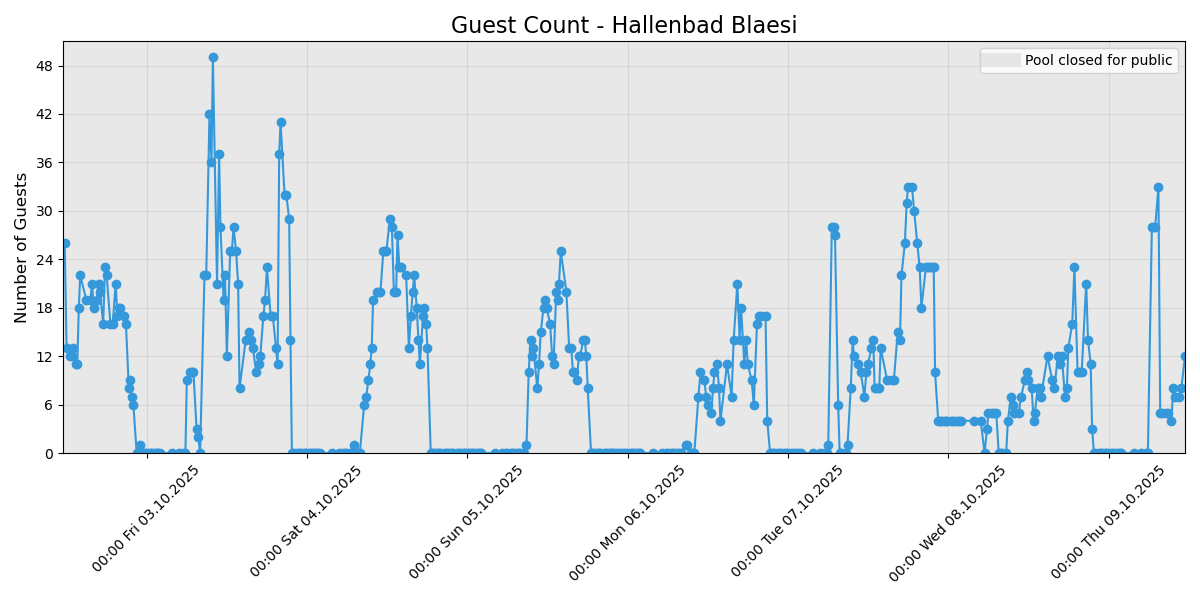 Guest Count - Hallenbad Blaesi
Pool closed for public
Number of Guests
48
42
36
30
24
18
12
6
0
00:00 Fri 03.10.2025
00:00 Sat 04.10.2025
00:00 Sun 05.10.2025
00:00 Mon 06.10.2025
00:00 Tue 07.10.2025
00:00 Wed 08.10.2025
00:00 Thu 09.10.2025